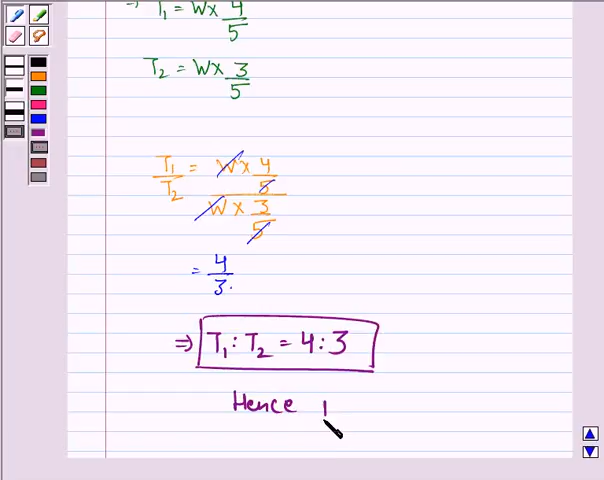 ⇒ T₁ = W× 4/5
T₂ = W× 3/5
T₁/T₂ = (W× 4/5)/(W× 3/5)
= 4/3.
⇒ T₁ : T₂ = 4 : 3
Hence